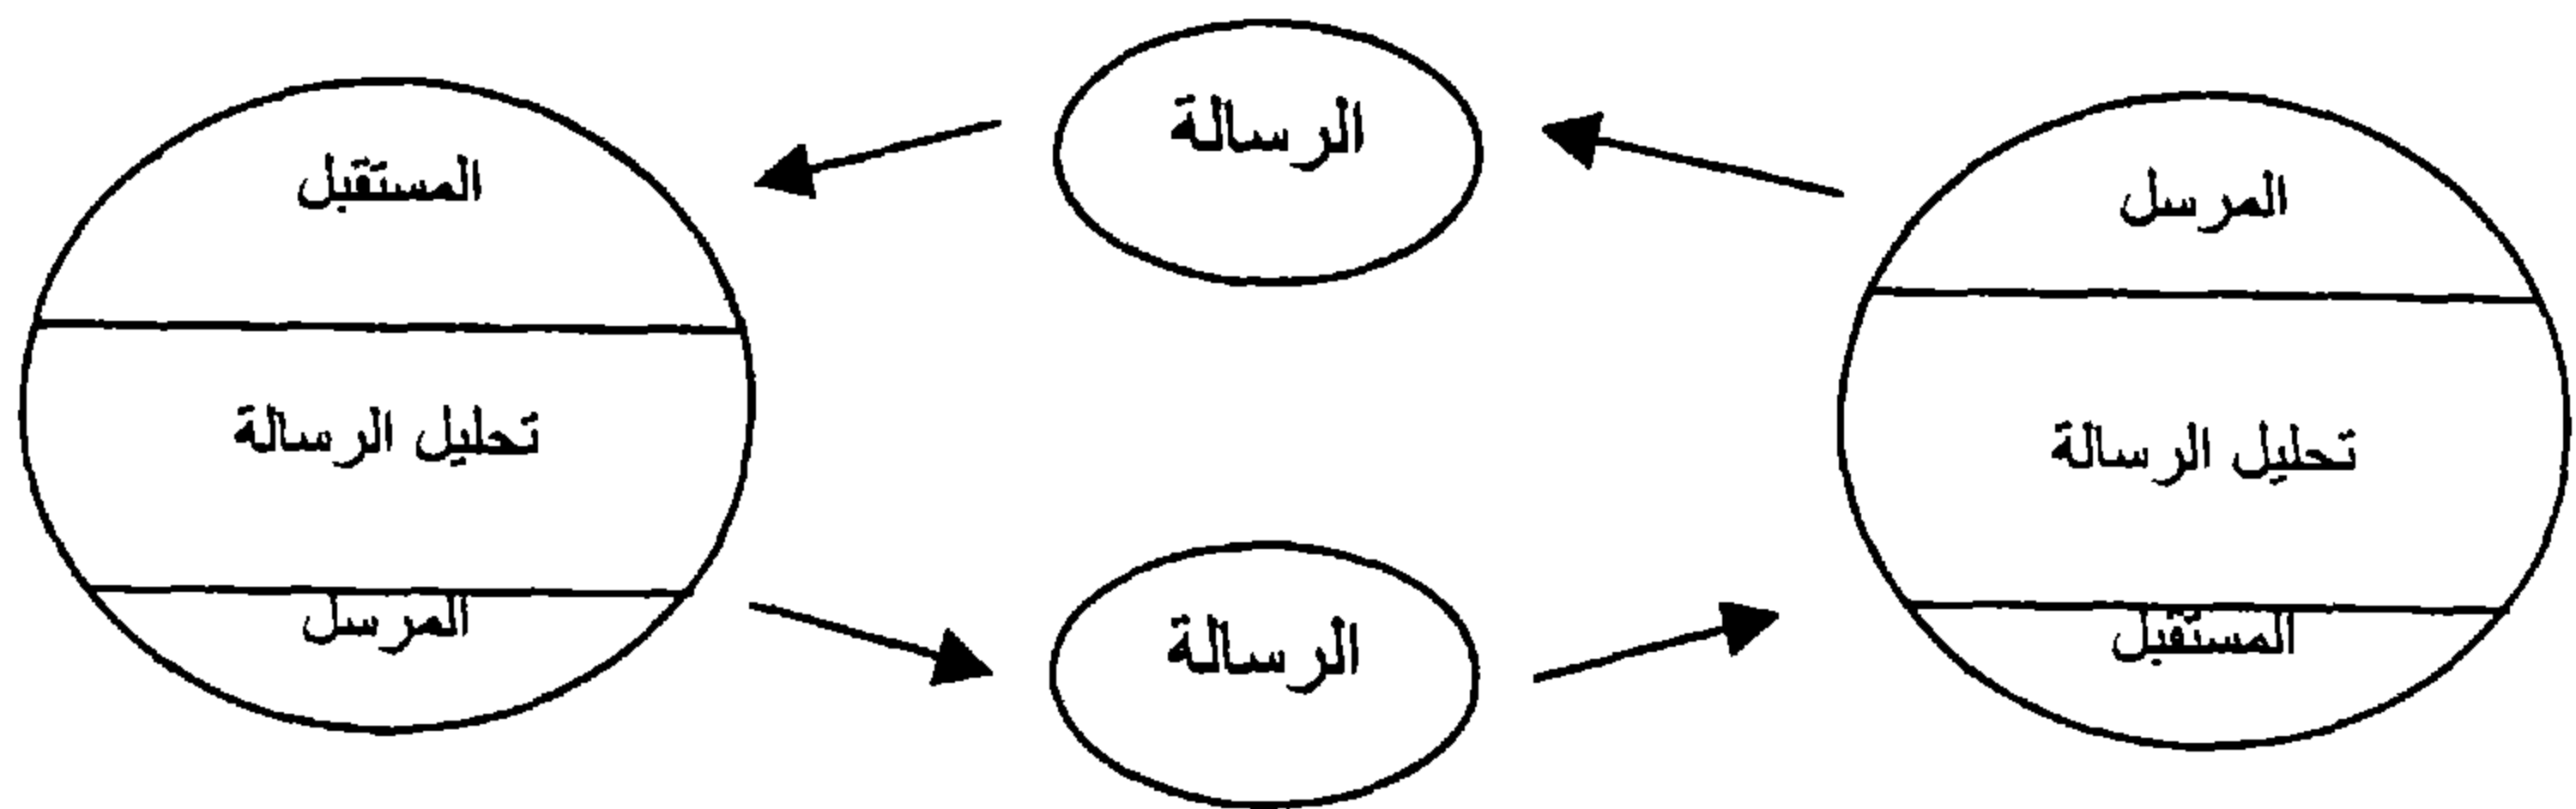 الرسالة
المرسل
المستقبل
تحليل الرسالة
تحليل الرسالة
المستقبل
المرسل
الرسالة